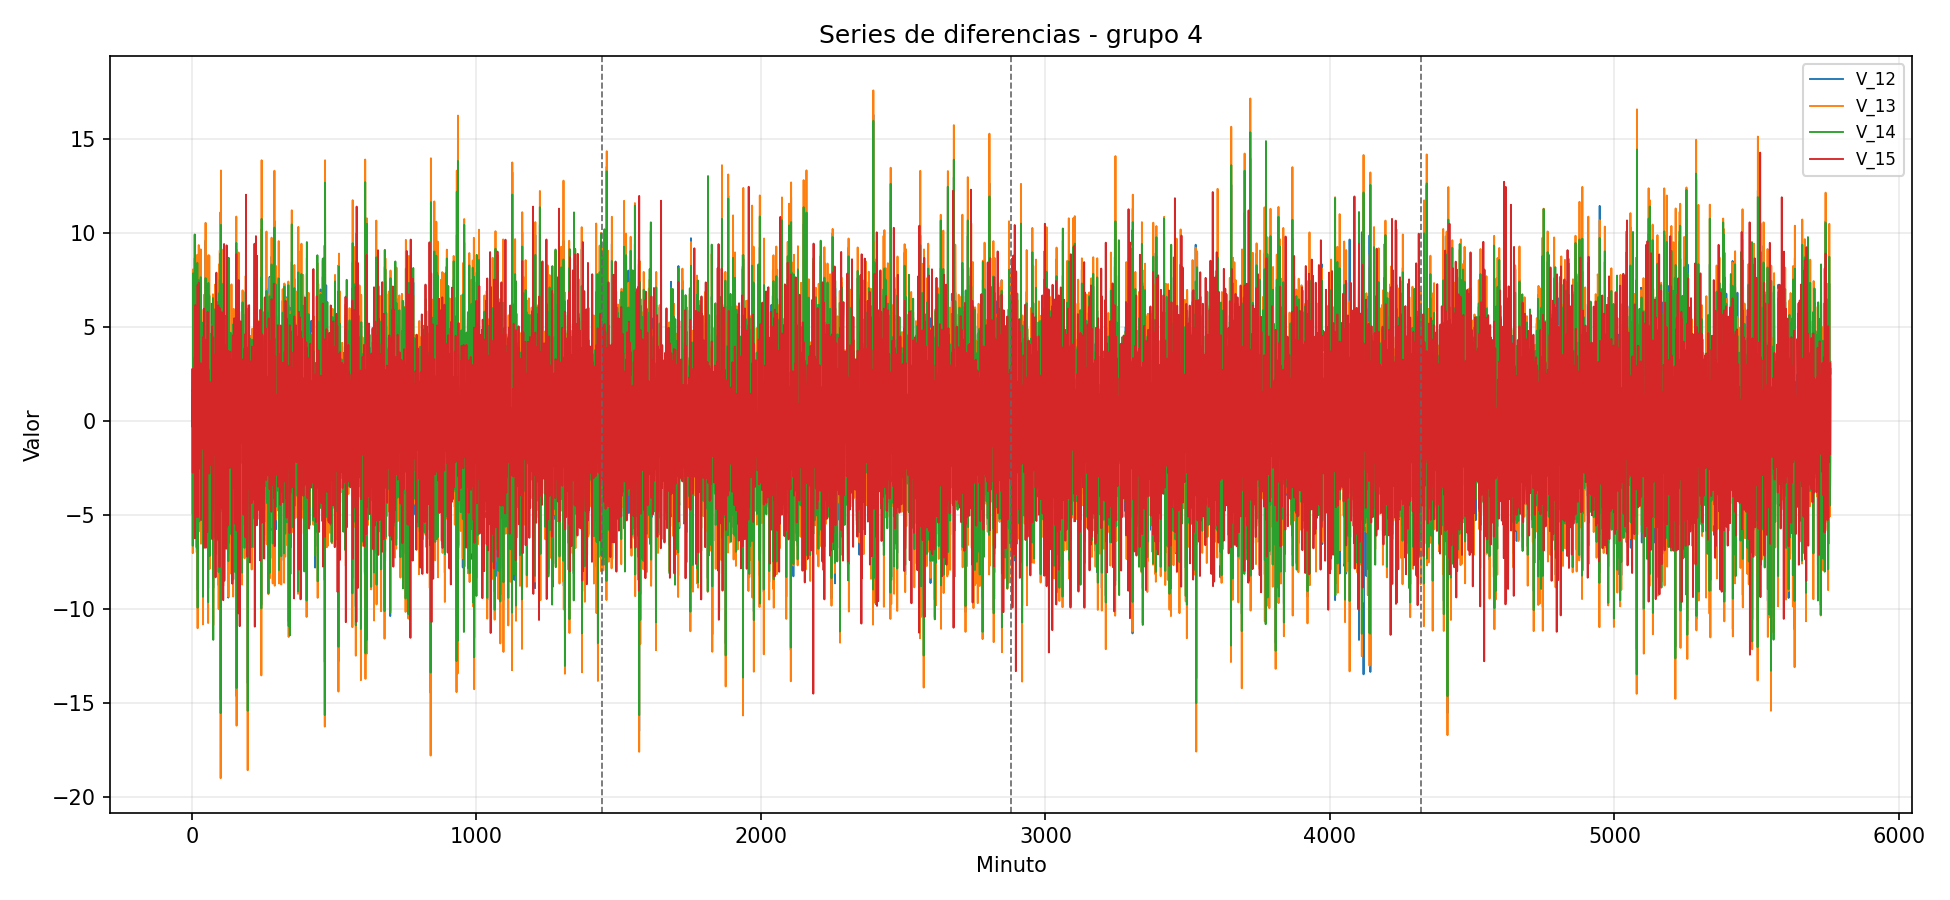 Series de diferencias - grupo 4
V_12
V_13
V_14
V_15
Valor
15
10
5
0
−5
−10
−15
−20
0 1000 2000 3000 4000 5000 6000
Minuto